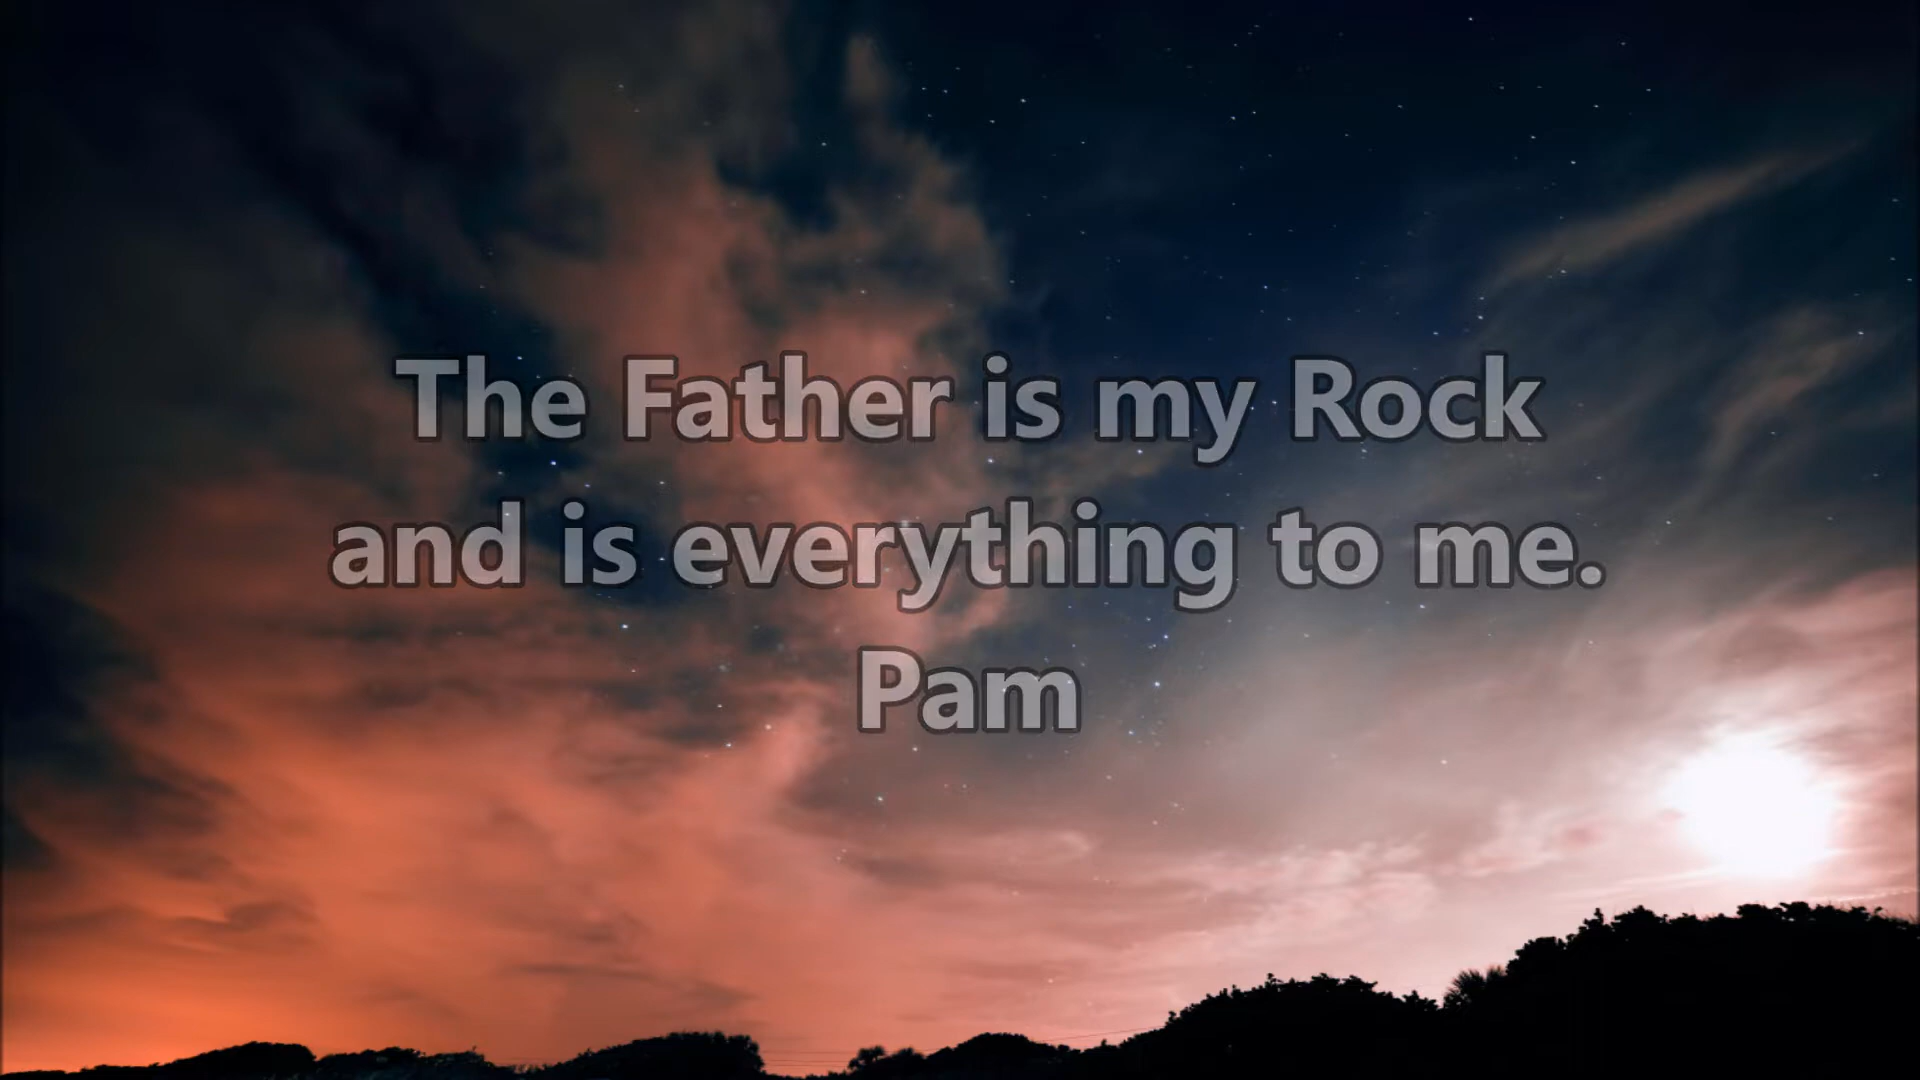 The Father is my Rock
and is everything to me.
Pam